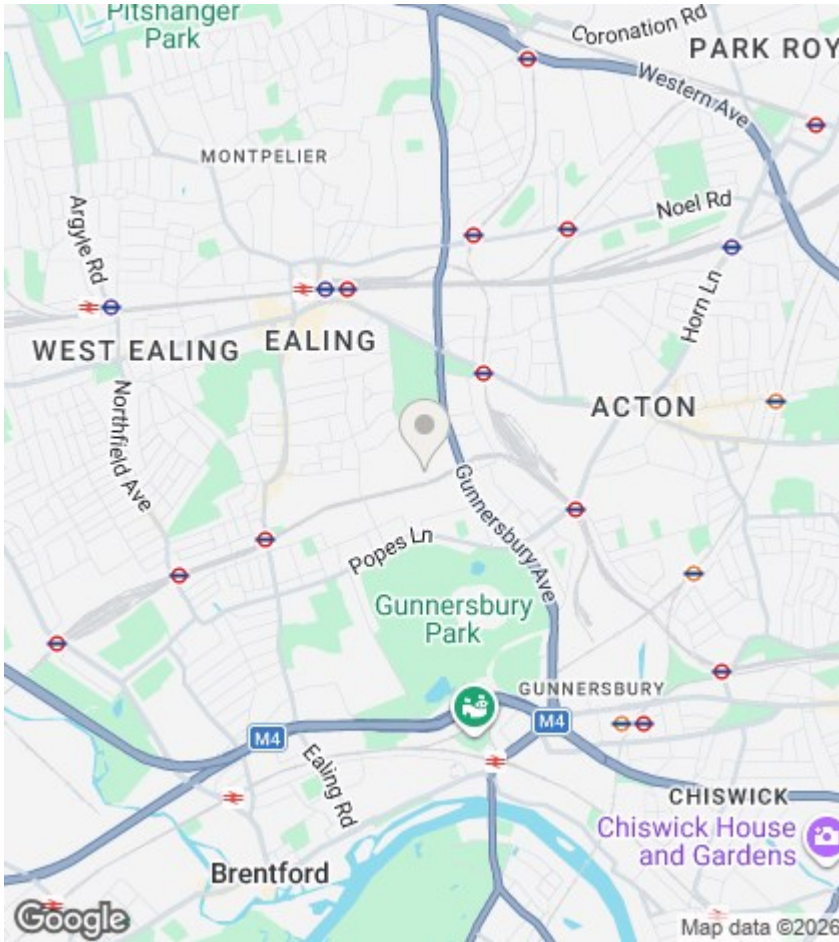 Pitshanger
Park
Coronation Rd
PARK ROY
Western Ave
MONTPELIER
Argyle Rd
Noel Rd
Horn Ln
WEST EALING
EALING
ACTON
Northfield Ave
Gunnersbury Ave
Popes Ln
Gunnersbury
Park
GUNNERSBURY
M4
M4
Ealing Rd
CHISWICK
Chiswick House
and Gardens
Brentford
Google
Map data ©2026